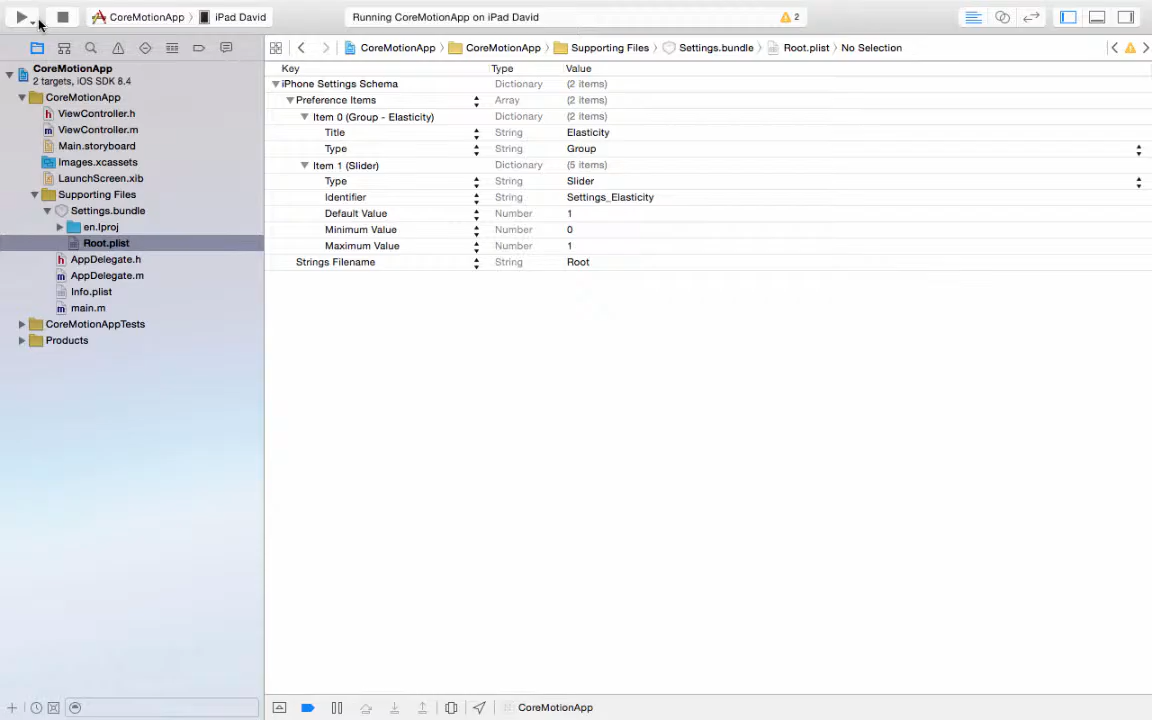 CoreMotionApp iPad David Running CoreMotionApp on iPad David 2
CoreMotionApp CoreMotionApp Supporting Files Settings.bundle Root.plist No Selection
CoreMotionApp
2 targets, iOS SDK 8.4
CoreMotionApp
ViewController.h
ViewController.m
Main.storyboard
Images.xcassets
LaunchScreen.xib
Supporting Files
Settings.bundle
en.lproj
Root.plist
AppDelegate.h
AppDelegate.m
Info.plist
main.m
CoreMotionAppTests
Products
Key Type Value
iPhone Settings Schema Dictionary (2 items)
Preference Items Array (2 items)
Item 0 (Group - Elasticity) Dictionary (2 items)
Title String Elasticity
Type String Group
Item 1 (Slider) Dictionary (5 items)
Type String Slider
Identifier String Settings_Elasticity
Default Value Number 1
Minimum Value Number 0
Maximum Value Number 1
Strings Filename String Root
CoreMotionApp